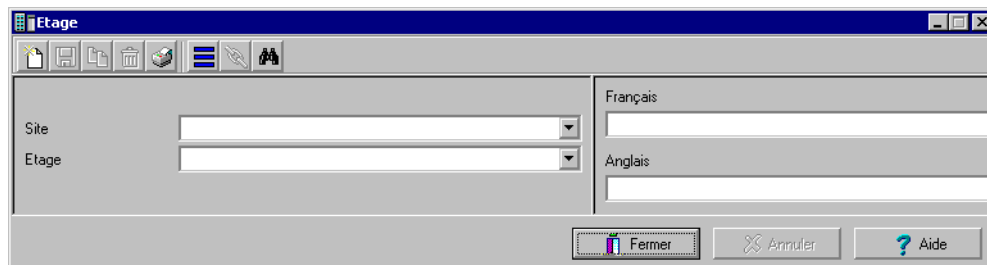 Etage
Français
Site
Etage
Anglais
Fermer
Annuler
Aide